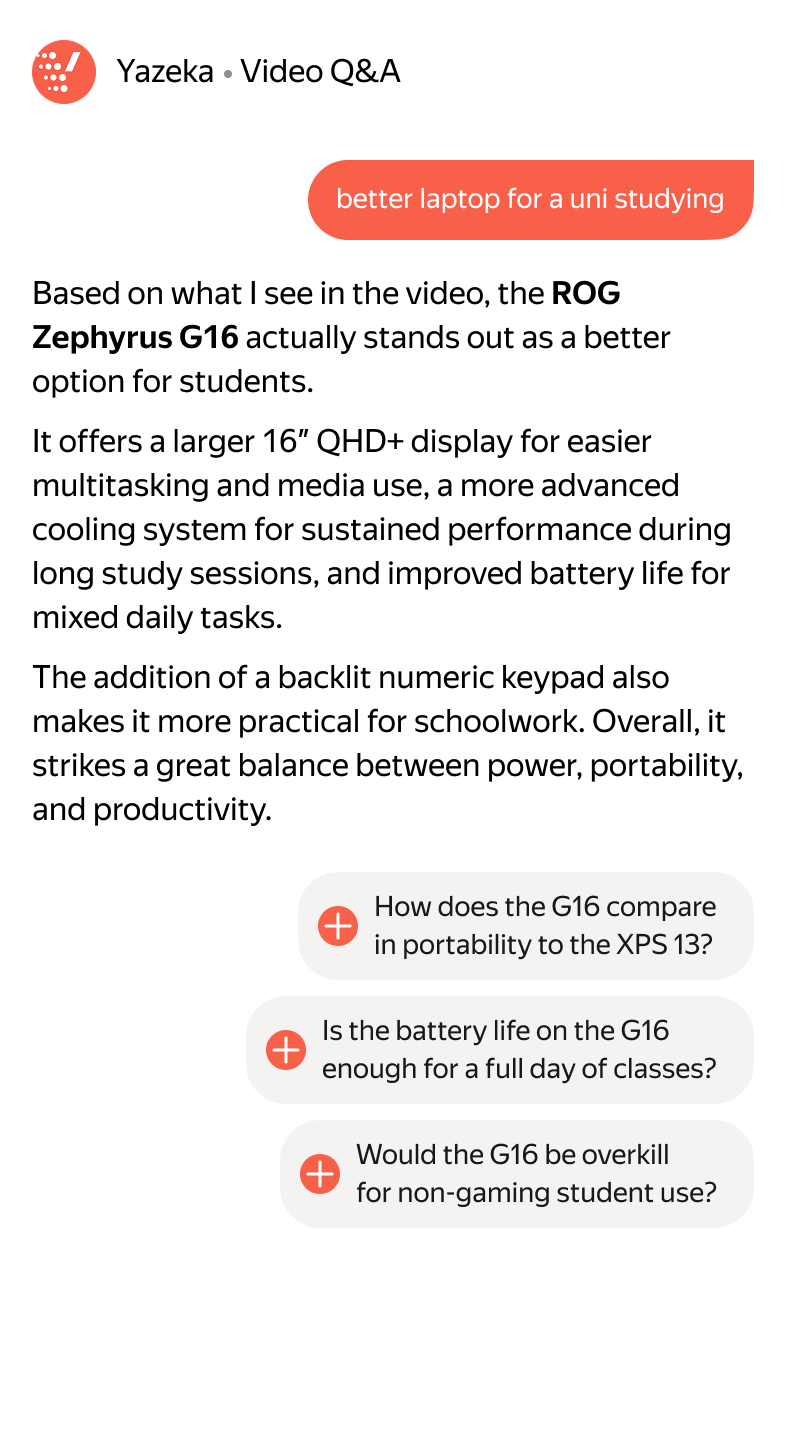 Yazeka • Video Q&A
better laptop for a uni studying
Based on what I see in the video, the ROG
Zephyrus G16 actually stands out as a better
option for students.
It offers a larger 16″ QHD+ display for easier
multitasking and media use, a more advanced
cooling system for sustained performance during
long study sessions, and improved battery life for
mixed daily tasks.
The addition of a backlit numeric keypad also
makes it more practical for schoolwork. Overall, it
strikes a great balance between power, portability,
and productivity.
How does the G16 compare
in portability to the XPS 13?
Is the battery life on the G16
enough for a full day of classes?
Would the G16 be overkill
for non-gaming student use?